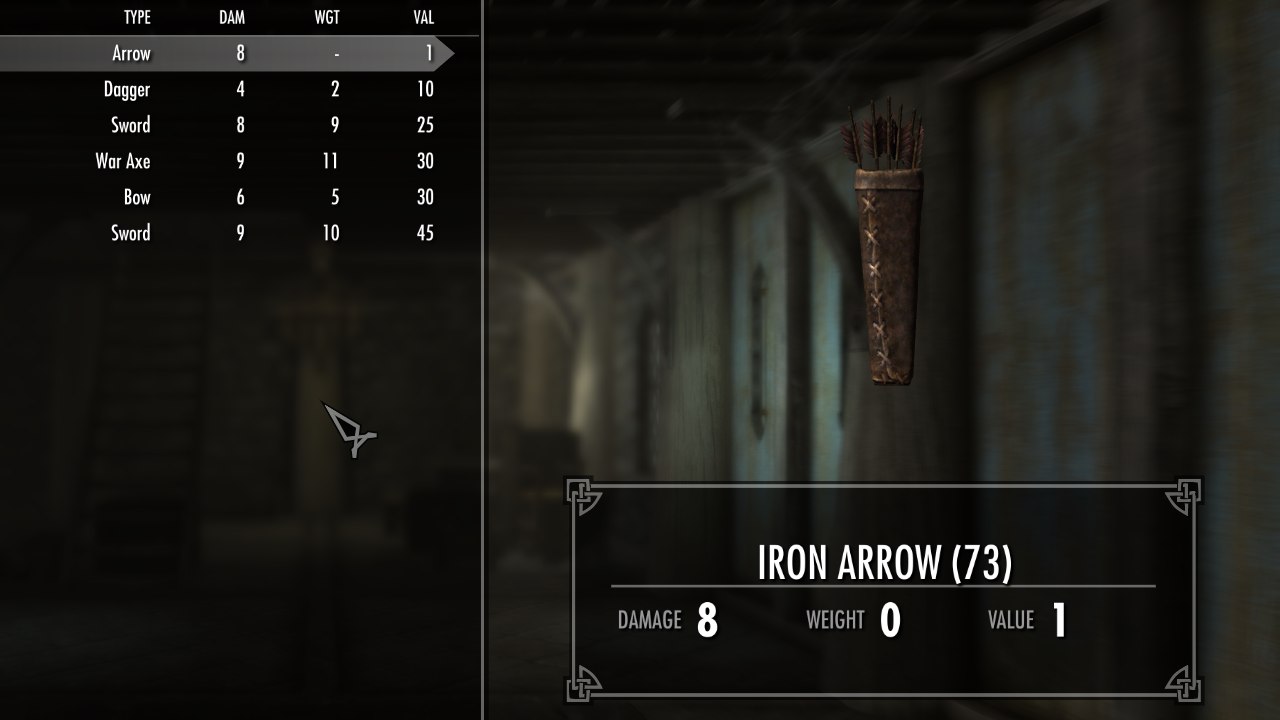 TYPE DAM WGT VAL
Arrow 8 - 1
Dagger 4 2 10
Sword 8 9 25
War Axe 9 11 30
Bow 6 5 30
Sword 9 10 45
IRON ARROW (73)
DAMAGE 8 WEIGHT 0 VALUE 1